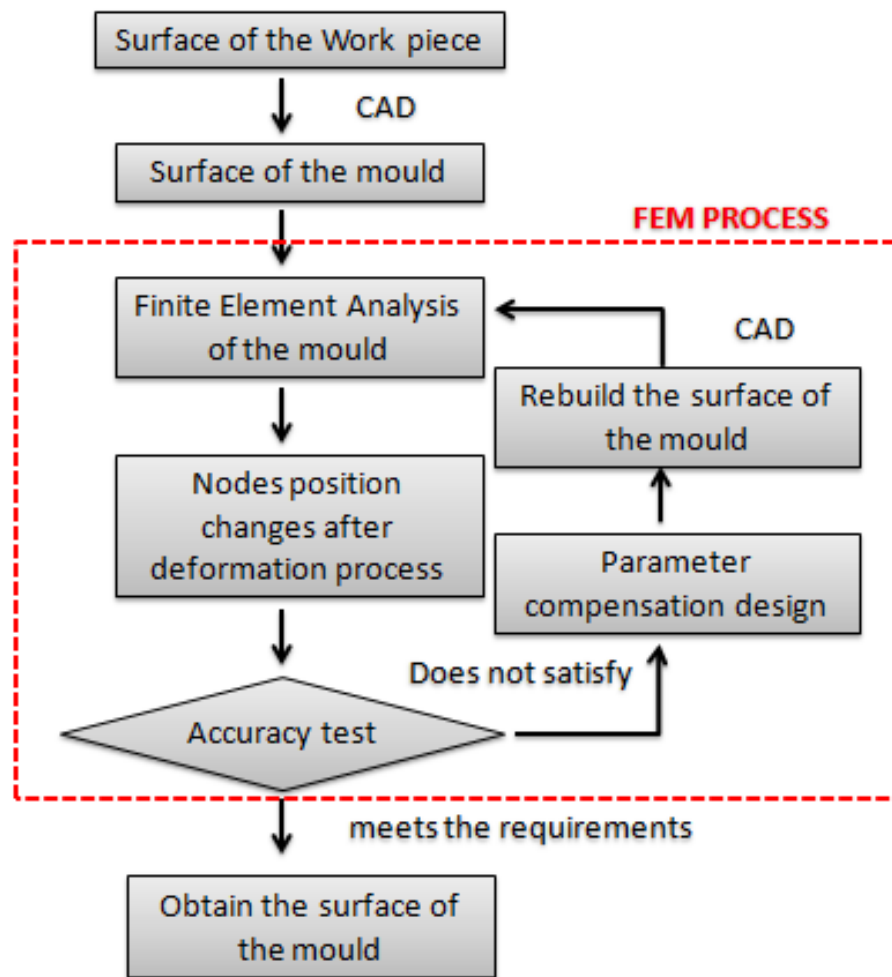 Surface of the Work piece
CAD
Surface of the mould
FEM PROCESS
Finite Element Analysis
of the mould
CAD
Rebuild the surface of
the mould
Nodes position
changes after
deformation process
Parameter
compensation design
Does not satisfy
Accuracy test
meets the requirements
Obtain the surface of
the mould